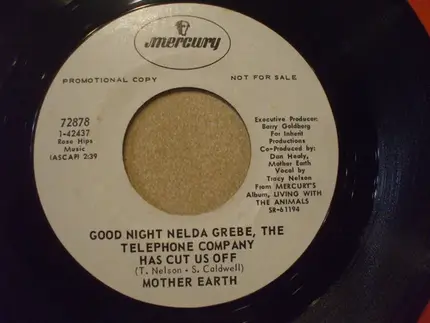 mercury
PROMOTIONAL COPY
NOT FOR SALE
72878
1-42437
Rose Hips
Music
(ASCAP) 2:39
Executive Producer:
Barry Goldberg
For Inherit
Productions
Co-Produced by:
Dan Healy,
Mother Earth
Vocal by
Tracy Nelson
From MERCURY'S
Album, LIVING WITH
THE ANIMALS
SR-61194
GOOD NIGHT NELDA GREBE, THE
TELEPHONE COMPANY
HAS CUT US OFF
(T. Nelson - S. Caldwell)
MOTHER EARTH